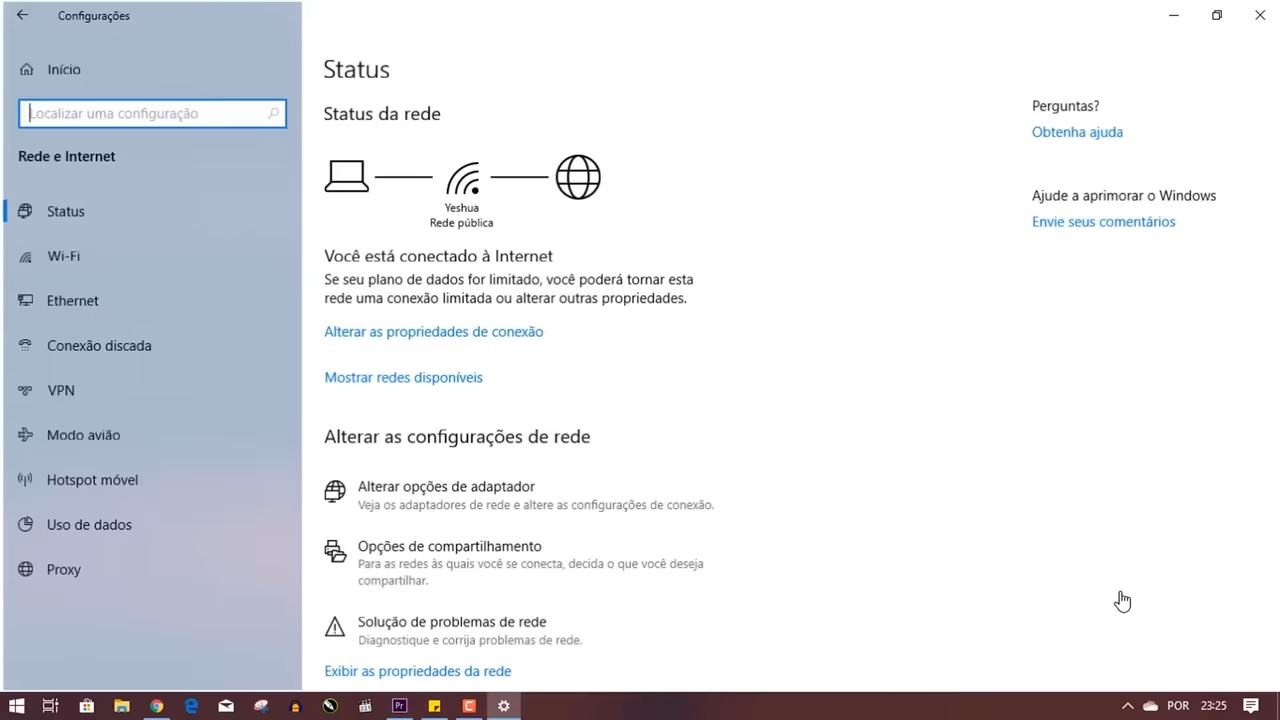 Configurações
Início
Localizar uma configuração
Rede e Internet
Status
Wi-Fi
Ethernet
Conexão discada
VPN
Modo avião
Hotspot móvel
Uso de dados
Proxy
Status
Status da rede
Yeshua
Rede pública
Você está conectado à Internet
Se seu plano de dados for limitado, você poderá tornar esta
rede uma conexão limitada ou alterar outras propriedades.
Alterar as propriedades de conexão
Mostrar redes disponíveis
Alterar as configurações de rede
Alterar opções de adaptador
Veja os adaptadores de rede e altere as configurações de conexão.
Opções de compartilhamento
Para as redes às quais você se conecta, decida o que você deseja
compartilhar.
Solução de problemas de rede
Diagnostique e corrija problemas de rede.
Exibir as propriedades da rede
Perguntas?
Obtenha ajuda
Ajude a aprimorar o Windows
Envie seus comentários
Pr
C
POR 23:25